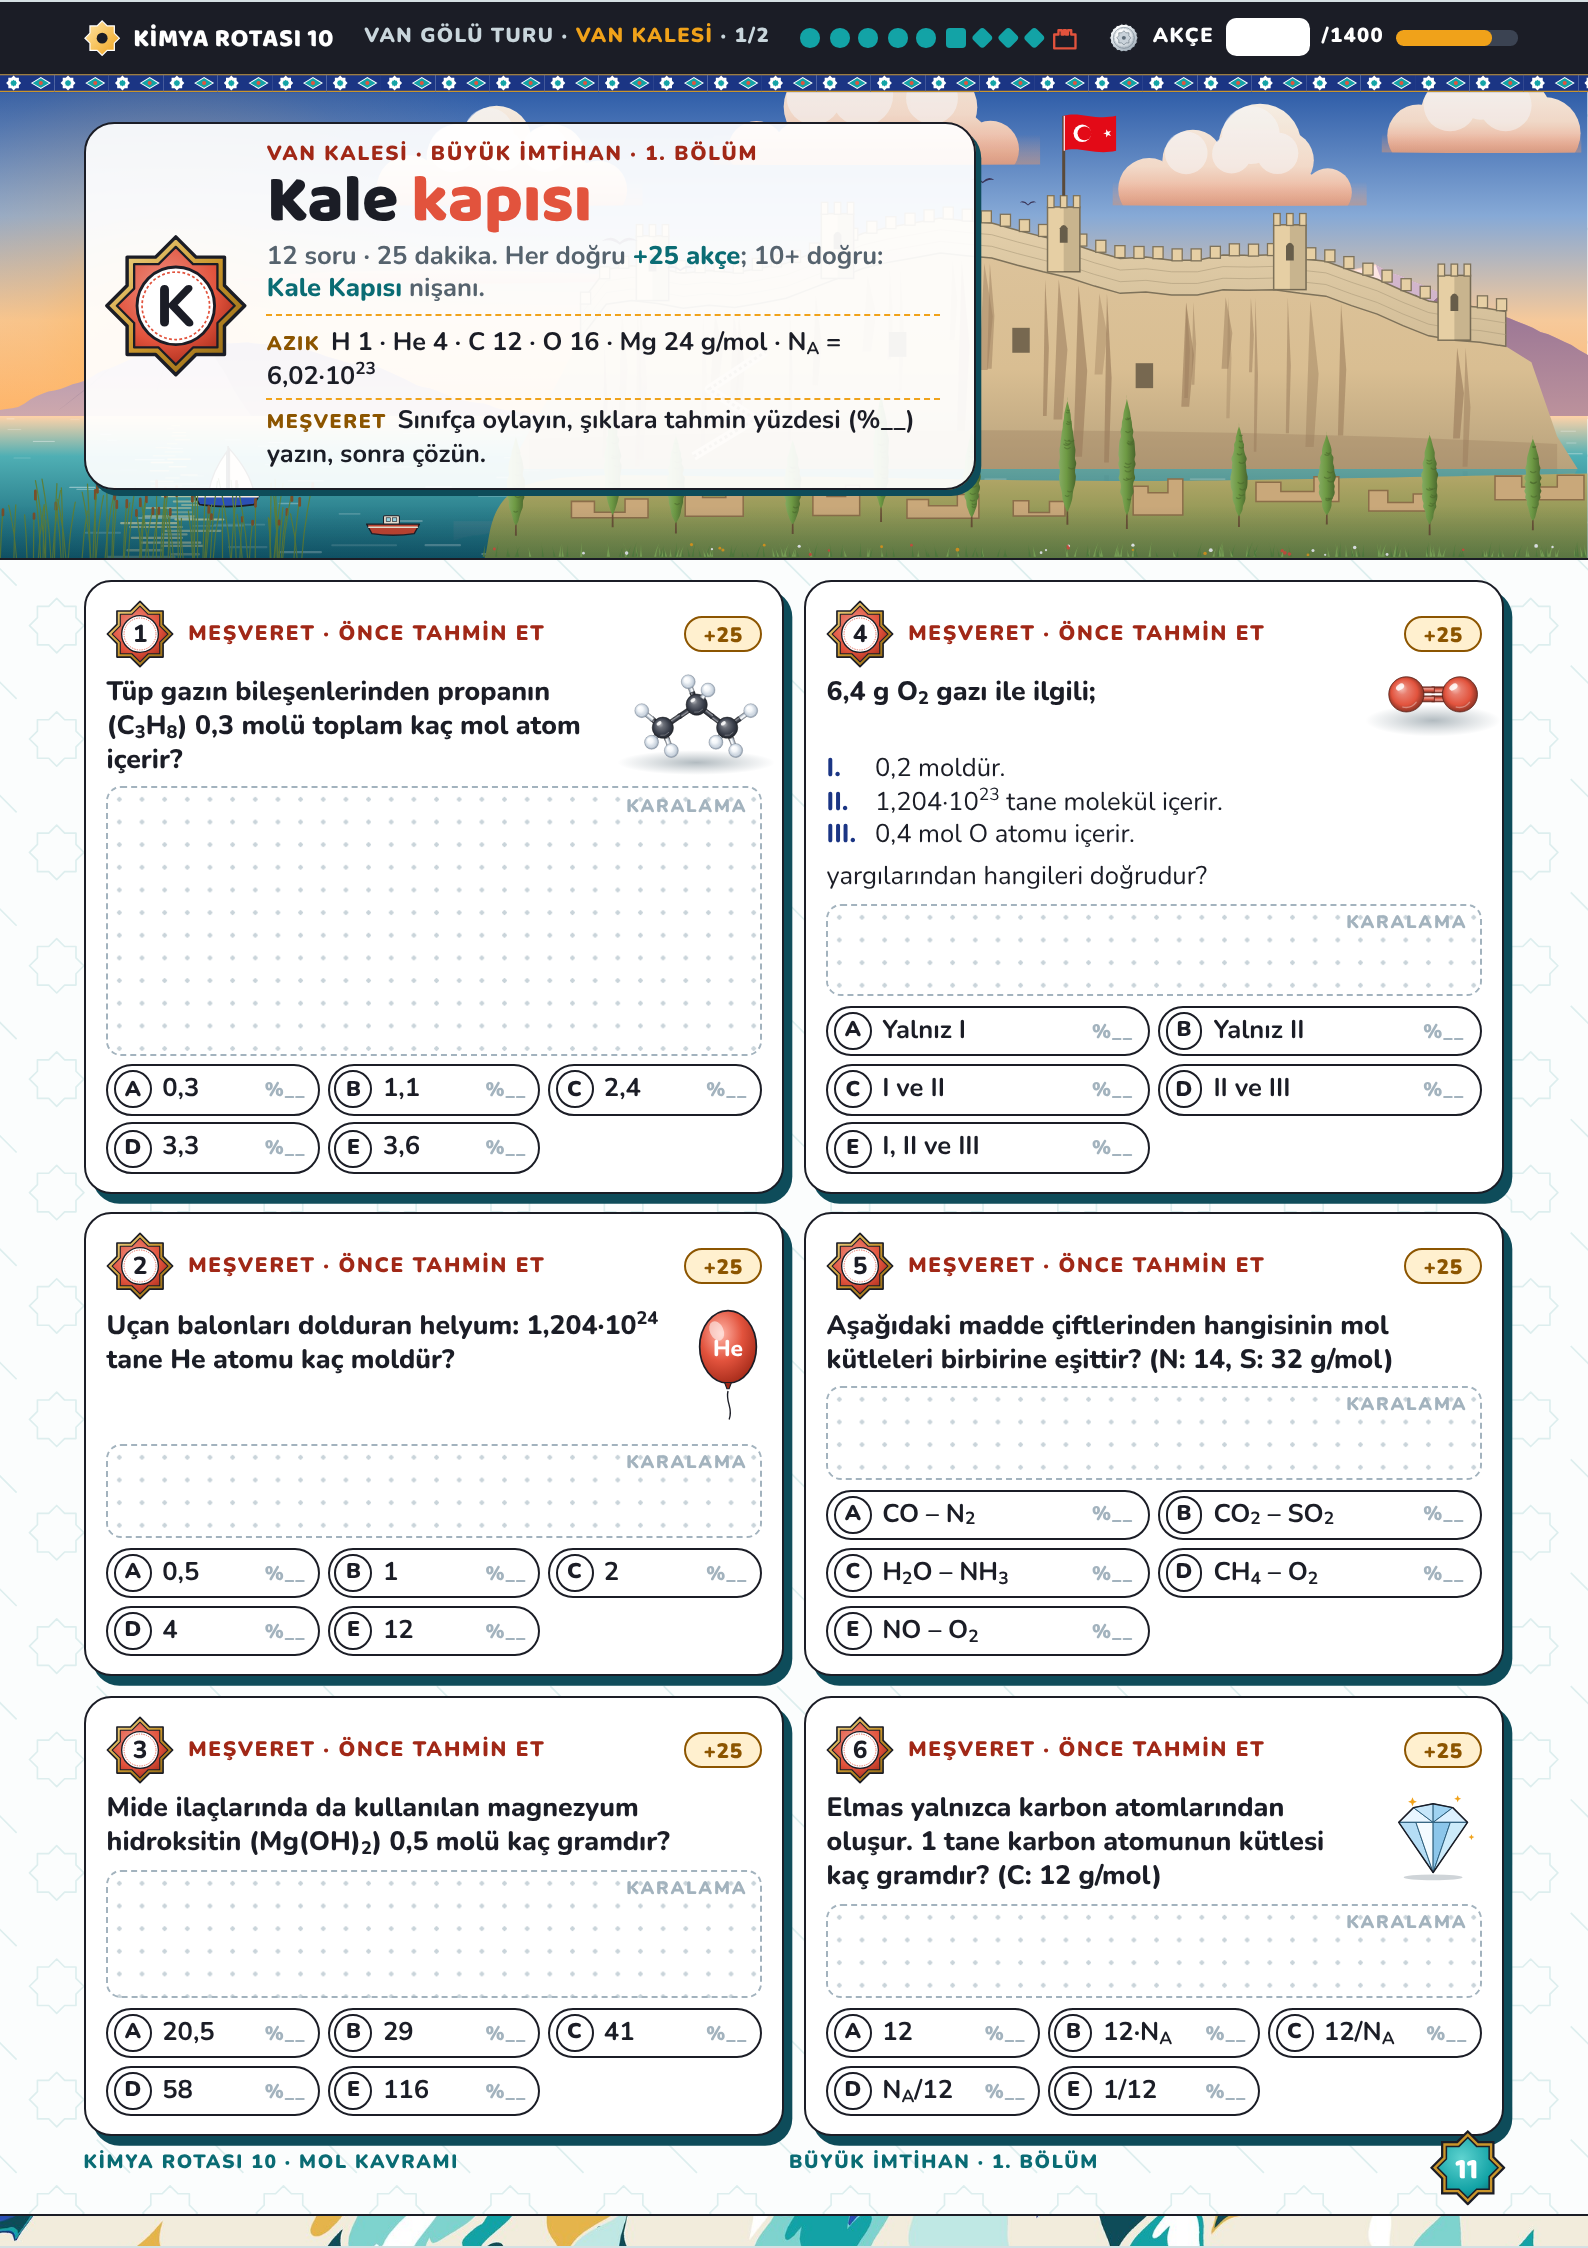 KİMYA ROTASI 10 VAN GÖLÜ TURU · VAN KALESİ · 1/2 AKÇE /1400
VAN KALESİ · BÜYÜK İMTİHAN · 1. BÖLÜM
Kale kapısı
12 soru · 25 dakika. Her doğru +25 akçe; 10+ doğru:
Kale Kapısı nişanı.
K
AZIK H 1 · He 4 · C 12 · O 16 · Mg 24 g/mol · N_A =
6,02·10²³
MEŞVERET Sınıfça oylayın, şıklara tahmin yüzdesi (%__)
yazın, sonra çözün.
1 MEŞVERET · ÖNCE TAHMİN ET +25
Tüp gazın bileşenlerinden propanın
(C₃H₈) 0,3 molü toplam kaç mol atom
içerir?
KARALAMA
A 0,3 %__ B 1,1 %__ C 2,4 %__
D 3,3 %__ E 3,6 %__
2 MEŞVERET · ÖNCE TAHMİN ET +25
Uçan balonları dolduran helyum: 1,204·10²⁴
tane He atomu kaç moldür?
He
KARALAMA
A 0,5 %__ B 1 %__ C 2 %__
D 4 %__ E 12 %__
3 MEŞVERET · ÖNCE TAHMİN ET +25
Mide ilaçlarında da kullanılan magnezyum
hidroksitin (Mg(OH)₂) 0,5 molü kaç gramdır?
KARALAMA
A 20,5 %__ B 29 %__ C 41 %__
D 58 %__ E 116 %__
4 MEŞVERET · ÖNCE TAHMİN ET +25
6,4 g O₂ gazı ile ilgili;
I. 0,2 moldür.
II. 1,204·10²³ tane molekül içerir.
III. 0,4 mol O atomu içerir.
yargılarından hangileri doğrudur?
KARALAMA
A Yalnız I %__ B Yalnız II %__
C I ve II %__ D II ve III %__
E I, II ve III %__
5 MEŞVERET · ÖNCE TAHMİN ET +25
Aşağıdaki madde çiftlerinden hangisinin mol
kütleleri birbirine eşittir? (N: 14, S: 32 g/mol)
KARALAMA
A CO – N₂ %__ B CO₂ – SO₂ %__
C H₂O – NH₃ %__ D CH₄ – O₂ %__
E NO – O₂ %__
6 MEŞVERET · ÖNCE TAHMİN ET +25
Elmas yalnızca karbon atomlarından
oluşur. 1 tane karbon atomunun kütlesi
kaç gramdır? (C: 12 g/mol)
KARALAMA
A 12 %__ B 12·N_A %__ C 12/N_A %__
D N_A/12 %__ E 1/12 %__
KİMYA ROTASI 10 · MOL KAVRAMI BÜYÜK İMTİHAN · 1. BÖLÜM 11